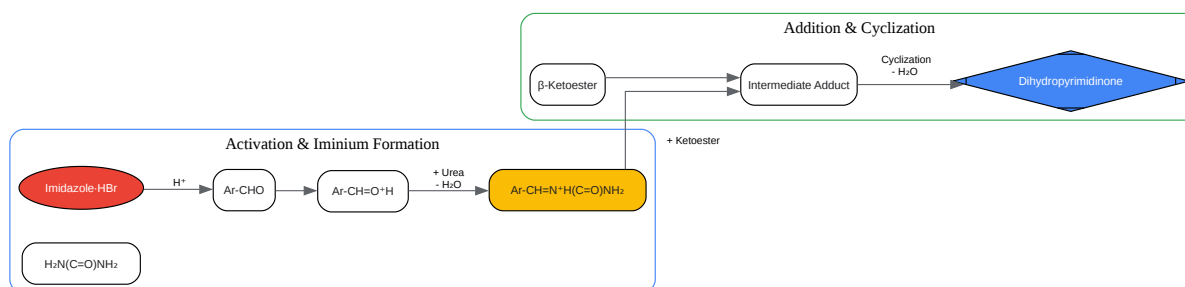 Addition & Cyclization
β-Ketoester
Intermediate Adduct
Cyclization
- H₂O
Dihydropyrimidinone
+ Ketoester
Activation & Iminium Formation
Imidazole-HBr
H⁺
Ar-CHO
Ar-CH=O⁺H
+ Urea
- H₂O
Ar-CH=N⁺H(C=O)NH₂
H₂N(C=O)NH₂